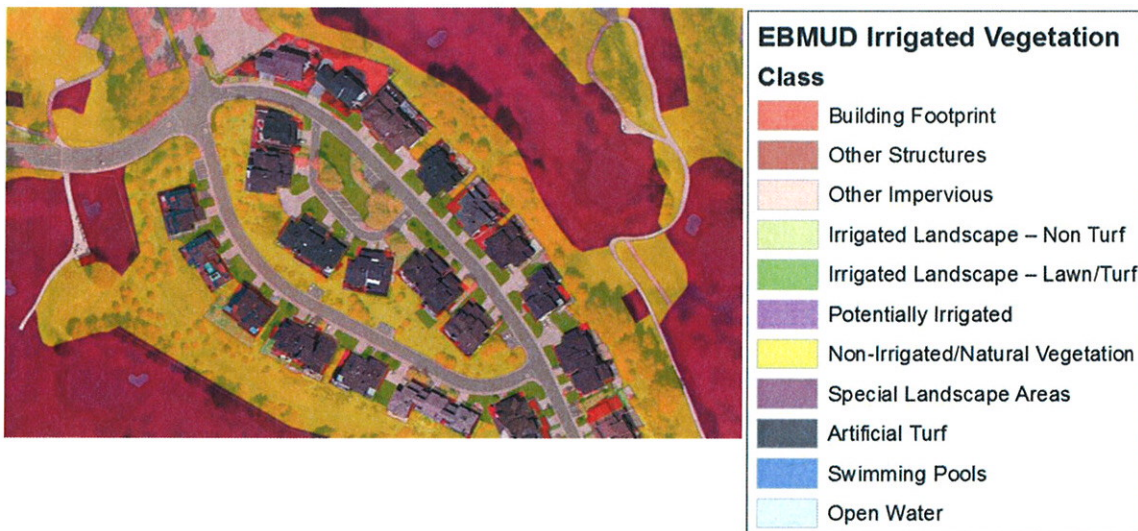 EBMUD Irrigated Vegetation
Class
Building Footprint
Other Structures
Other Impervious
Irrigated Landscape – Non Turf
Irrigated Landscape – Lawn/Turf
Potentially Irrigated
Non-Irrigated/Natural Vegetation
Special Landscape Areas
Artificial Turf
Swimming Pools
Open Water